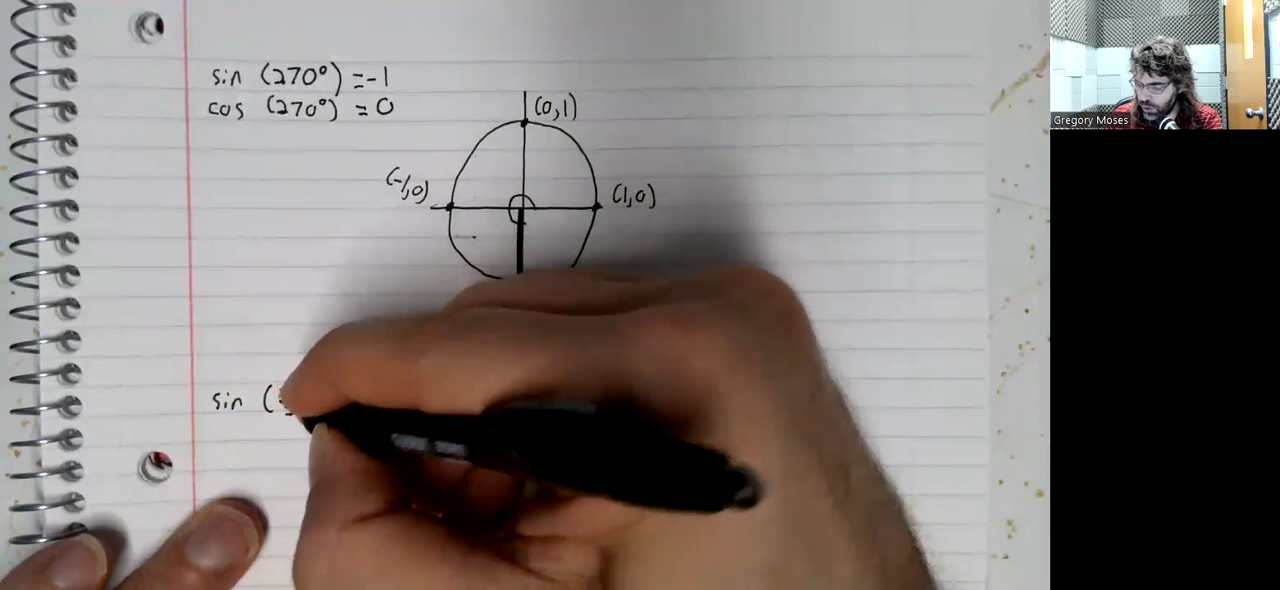 sin (270°) = -1
cos (270°) = 0
(0,1)
(-1,0)
(1,0)
sin (
Gregory Moses